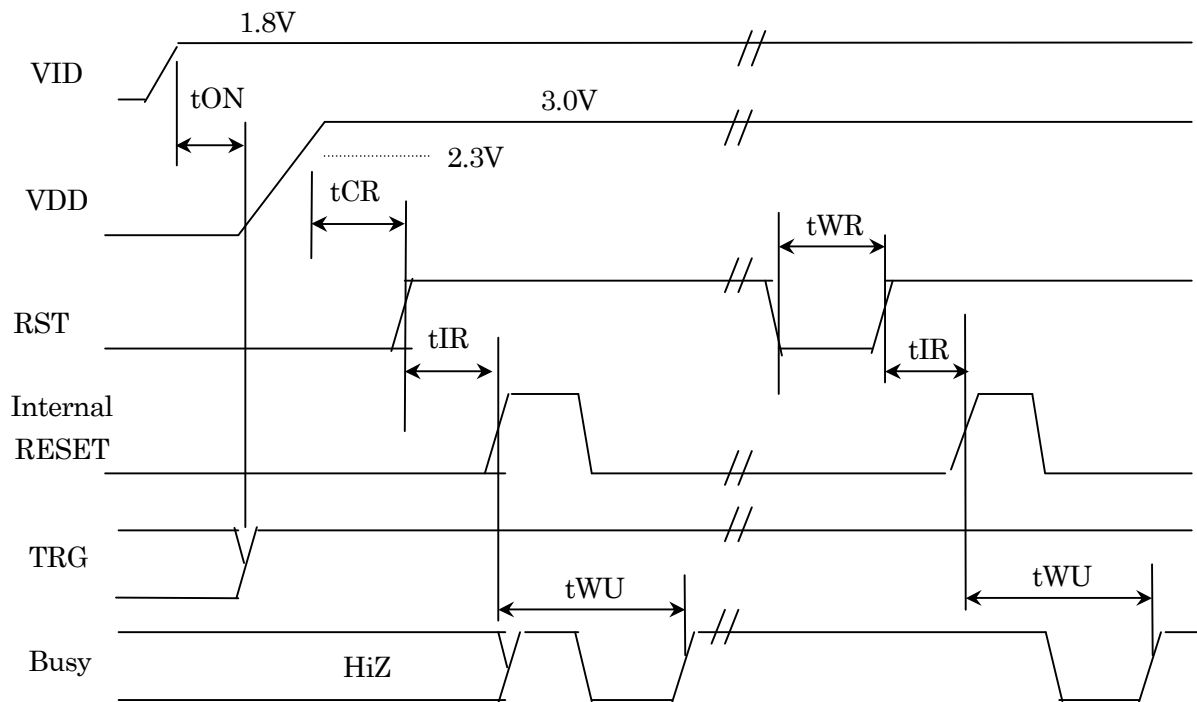 1.8V
VID
tON
3.0V
2.3V
VDD
tCR
tWR
RST
tIR
tIR
Internal
RESET
TRG
tWU
tWU
Busy
HiZ